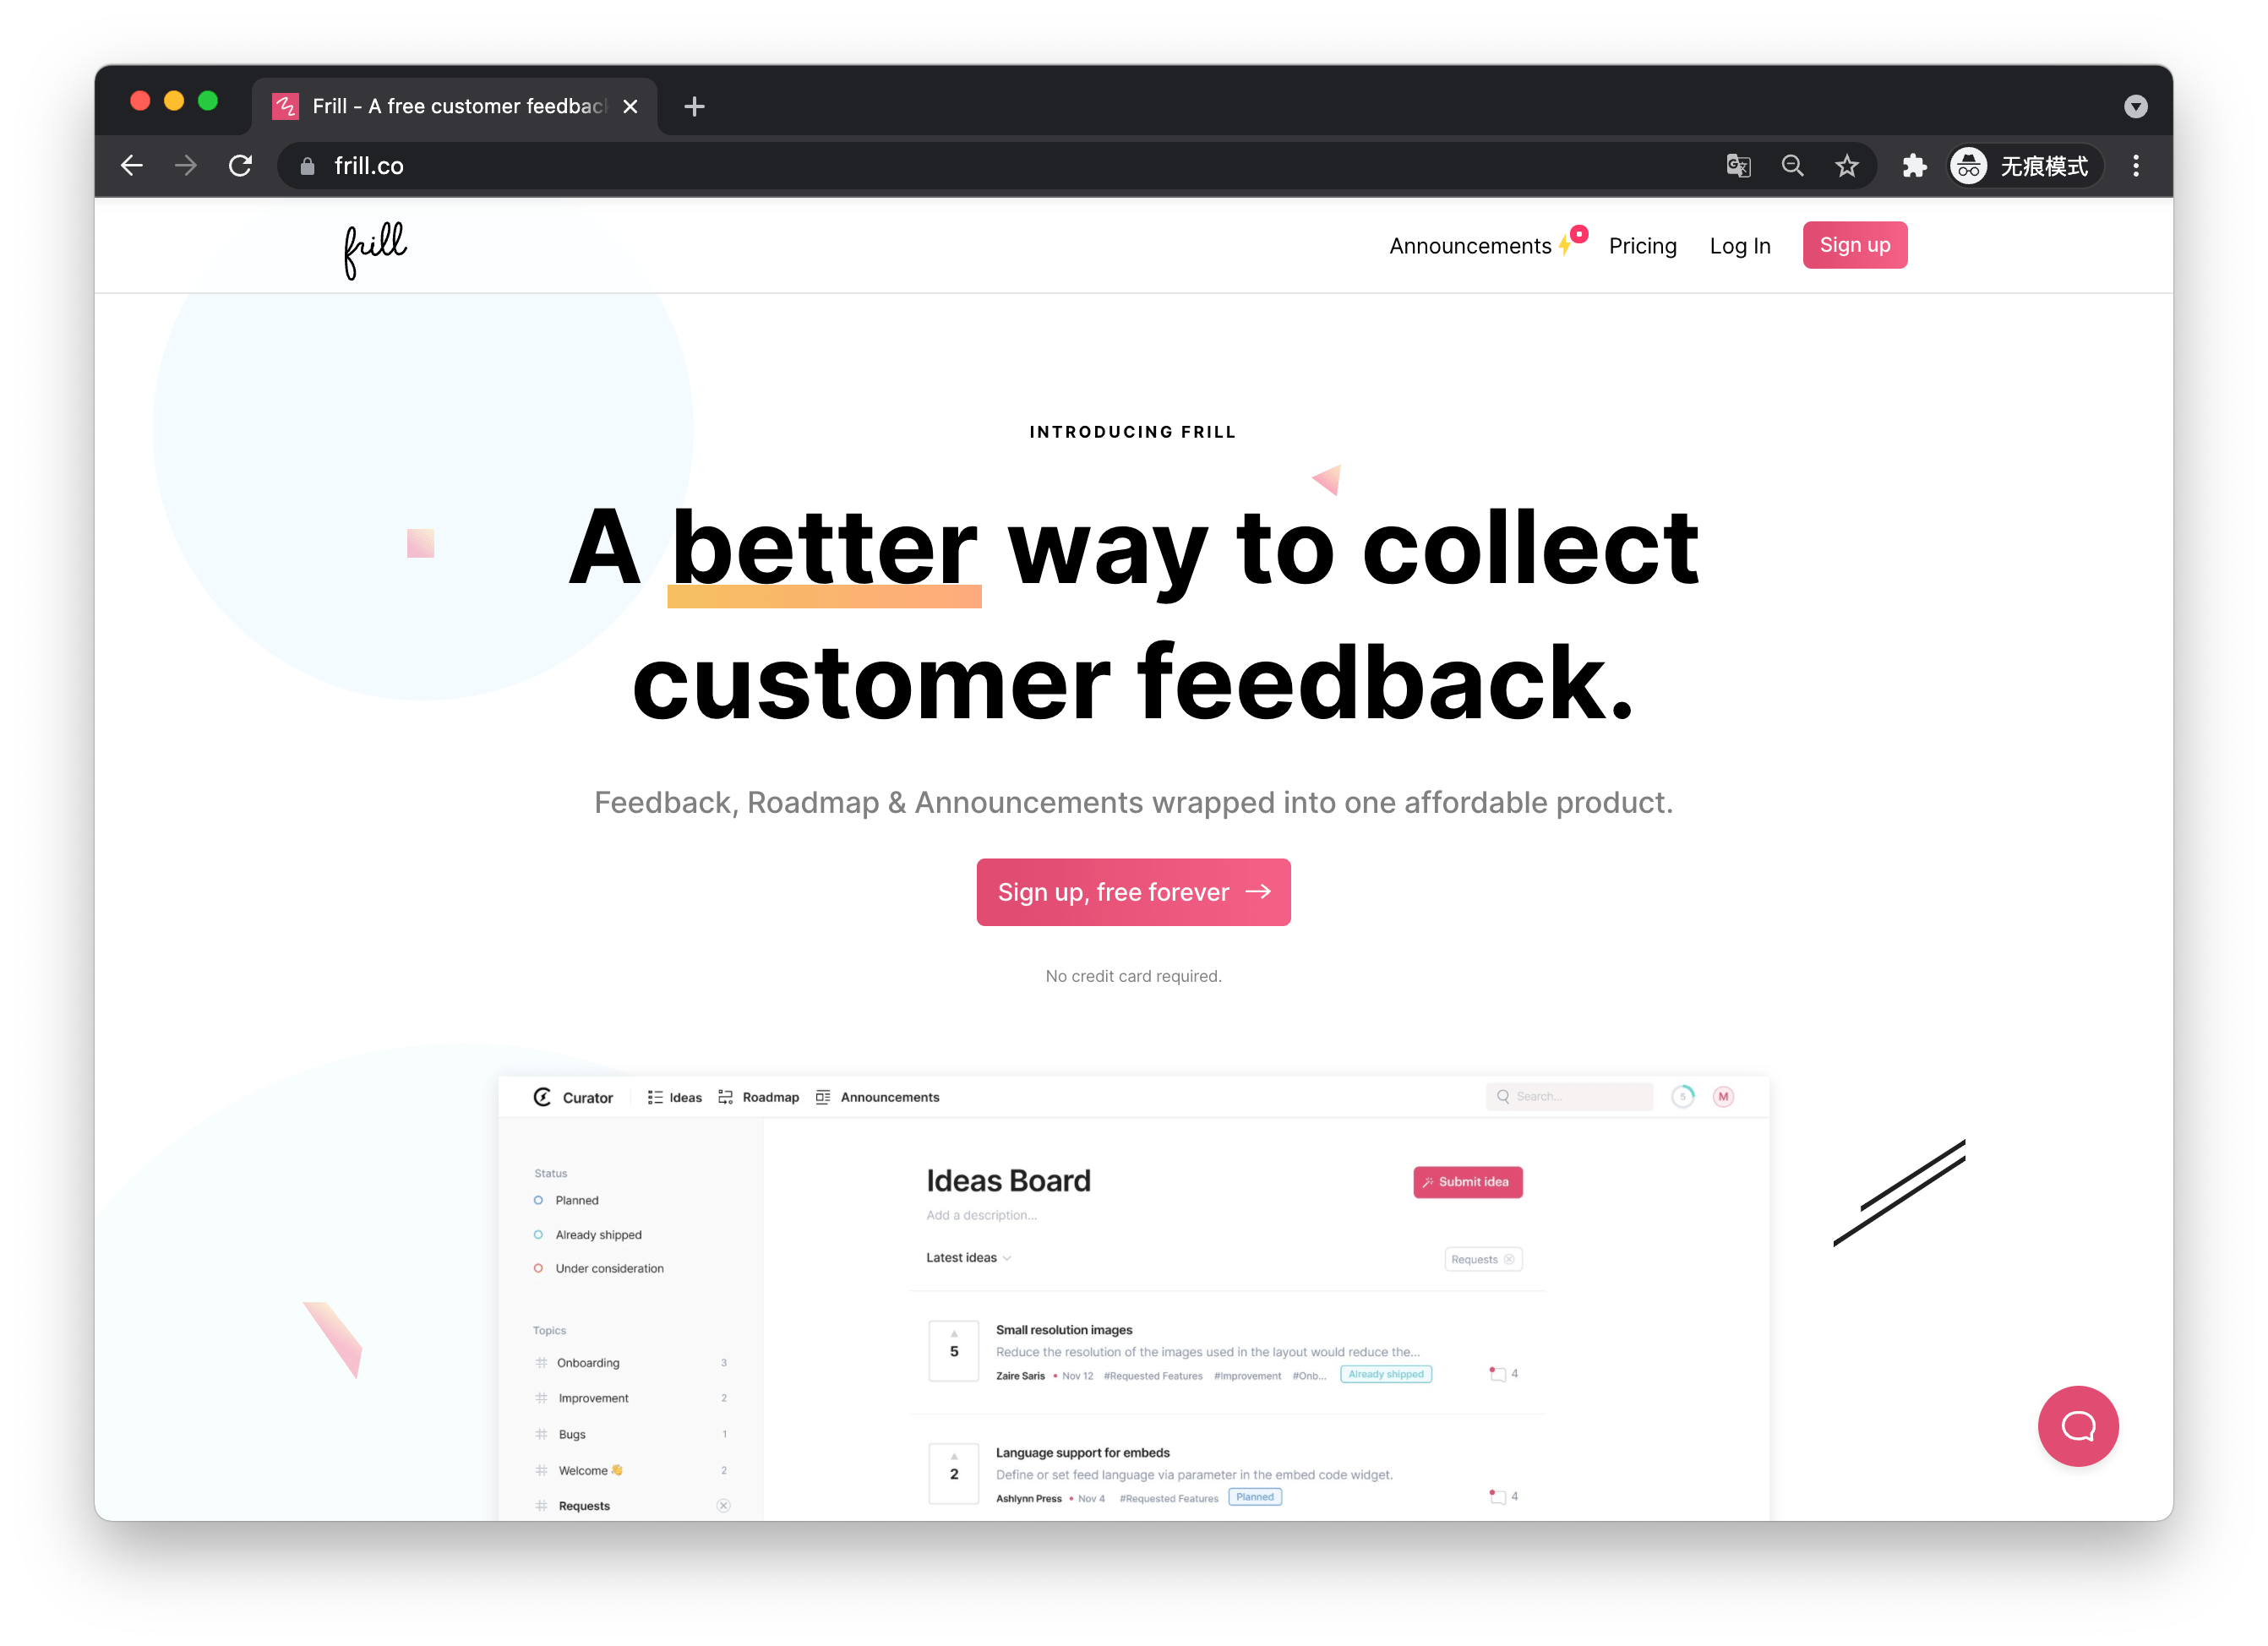 Frill - A free customer feedback
frill.co
无痕模式
frill
Announcements⚡ Pricing Log In Sign up
INTRODUCING FRILL
A better way to collect
customer feedback.
Feedback, Roadmap & Announcements wrapped into one affordable product.
Sign up, free forever →
No credit card required.
Curator Ideas Roadmap Announcements Search... 5 M
Status
Planned
Already shipped
Under consideration
Topics
# Onboarding 3
# Improvement 2
# Bugs 1
# Welcome 👋 2
# Requests
Ideas Board
Submit idea
Add a description...
Latest ideas
Requests
5
Small resolution images
Reduce the resolution of the images used in the layout would reduce the...
Zaire Saris • Nov 12 #Requested Features #Improvement #Onb... Already shipped 4
2
Language support for embeds
Define or set feed language via parameter in the embed code widget.
Ashlynn Press • Nov 4 #Requested Features Planned 4